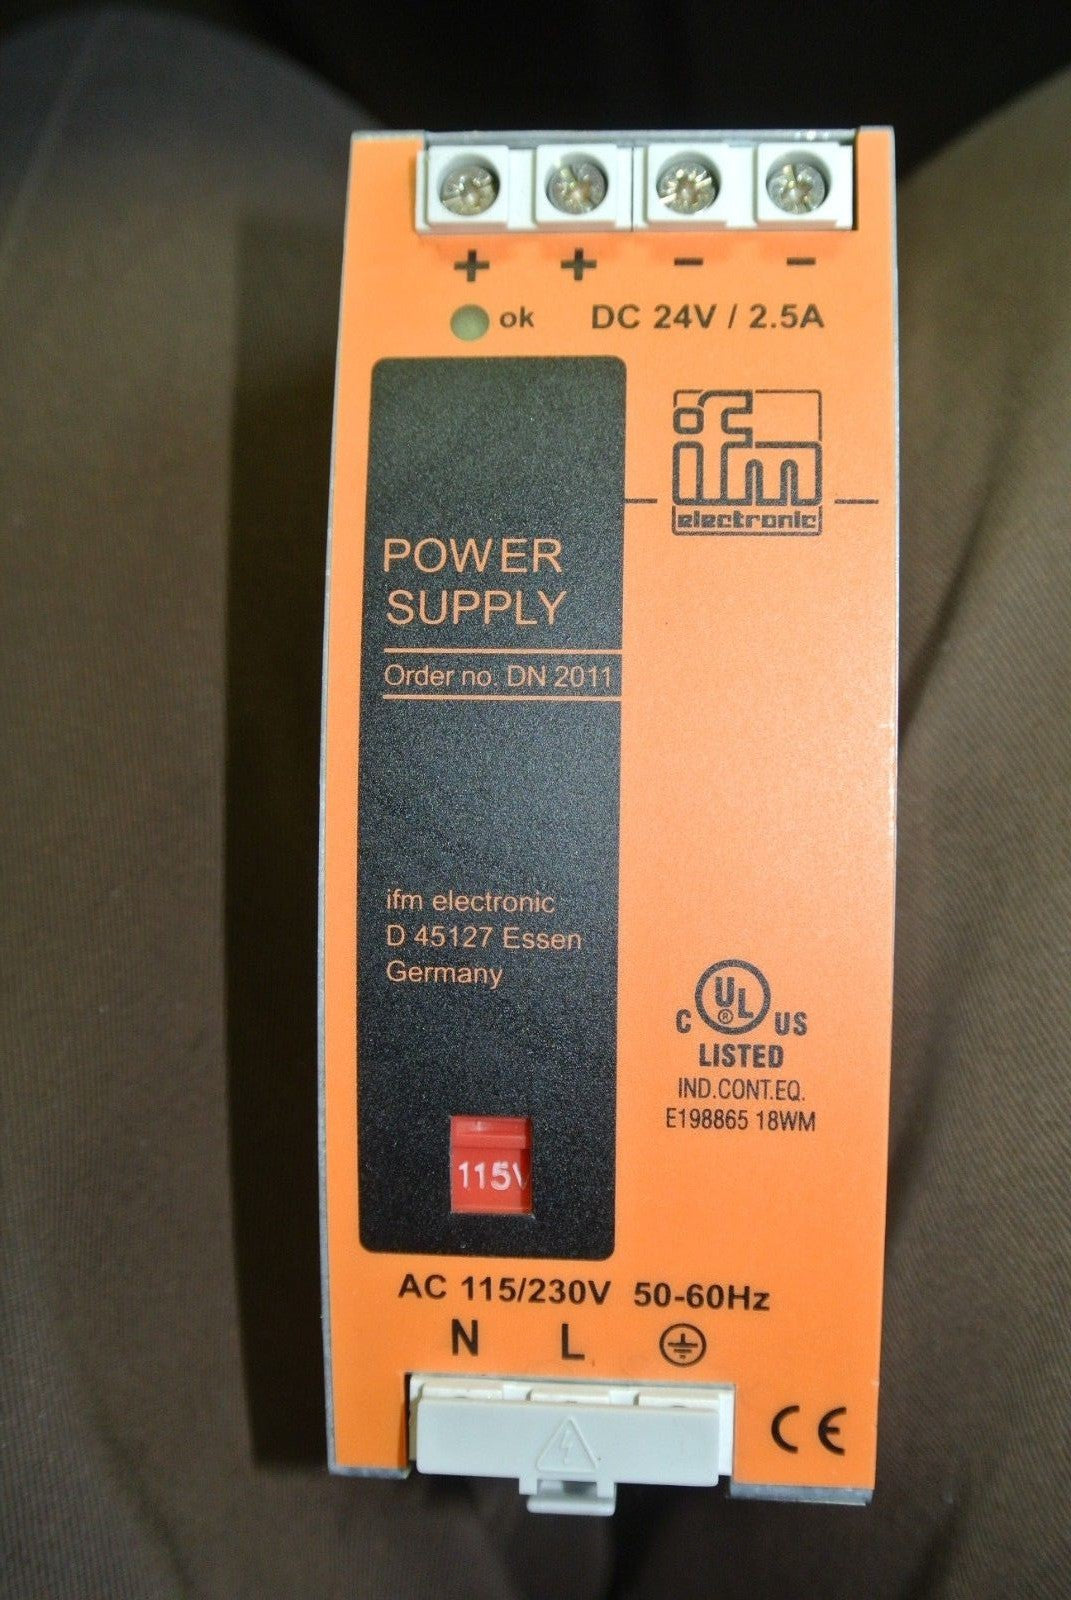 + + - -
ok DC 24V / 2.5A
ifm
electronic
POWER
SUPPLY
Order no. DN 2011
ifm electronic
D 45127 Essen
Germany
C UL US
®
LISTED
IND.CONT.EQ.
E198865 18WM
115V
AC 115/230V 50-60Hz
N L
CE